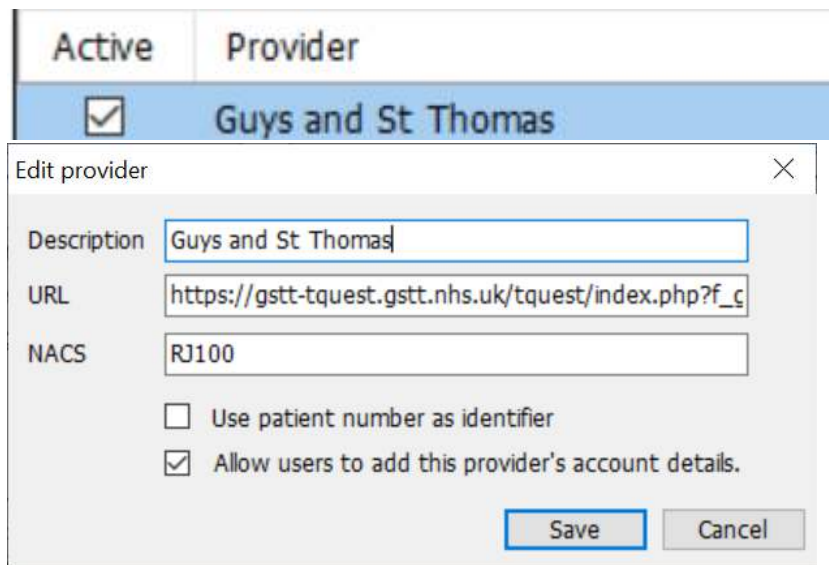 Active Provider
Guys and St Thomas
Edit provider
Description Guys and St Thomas
URL https://gstt-tquest.gstt.nhs.uk/tquest/index.php?f_g
NACS RJ100
Use patient number as identifier
Allow users to add this provider's account details.
Save Cancel